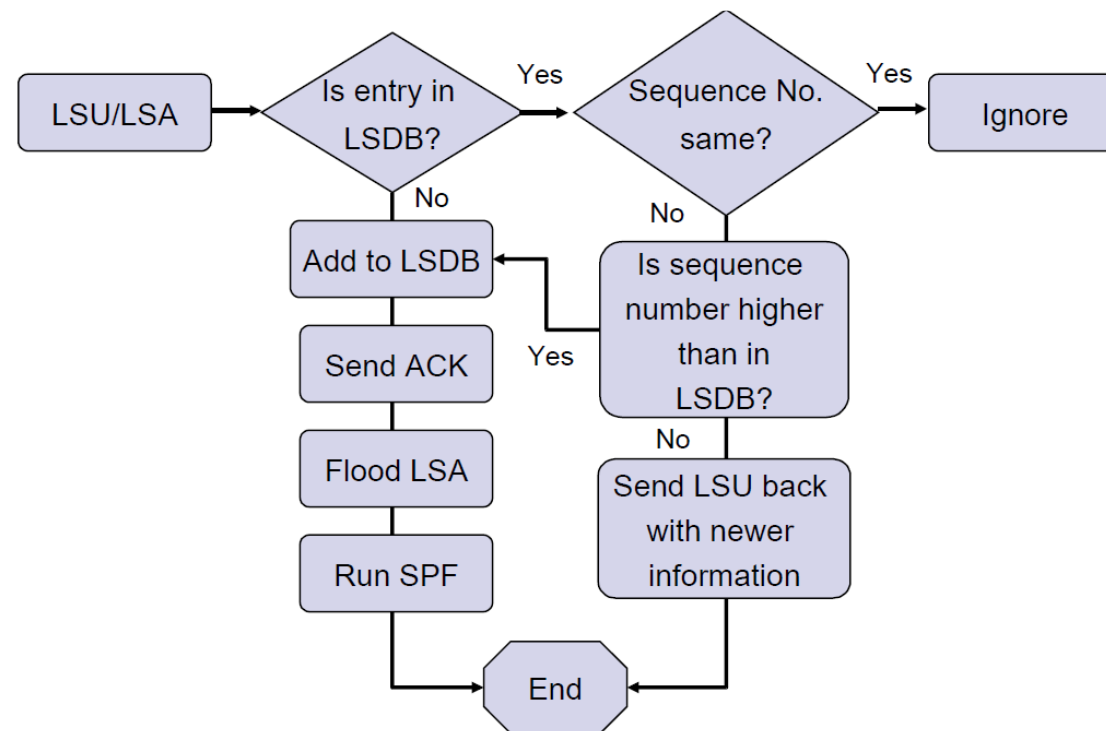 LSU/LSA
Is entry in
LSDB?
Yes
Sequence No.
same?
Yes
Ignore
No
No
Add to LSDB
Is sequence
number higher
than in
LSDB?
Yes
Send ACK
Flood LSA
No
Send LSU back
with newer
information
Run SPF
End